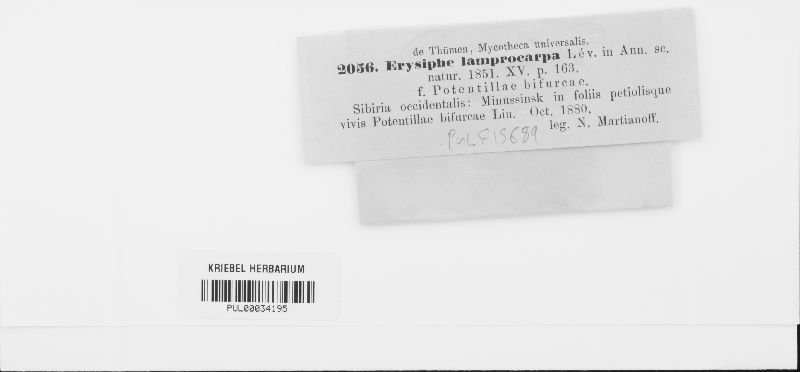 de Thümen, Mycotheca universalis.
2056. Erysiphe lamprocarpa Lév. in Ann. sc.
natur. 1851. XV. p. 163.
f. Potentillae bifurcae.
Sibiria occidentalis: Minussinsk in foliis petiolisque
vivis Potentillae bifurcae Lin. Oct. 1880.
leg. N. Martianoff.
PUL F15689
KRIEBEL HERBARIUM
PUL00034195